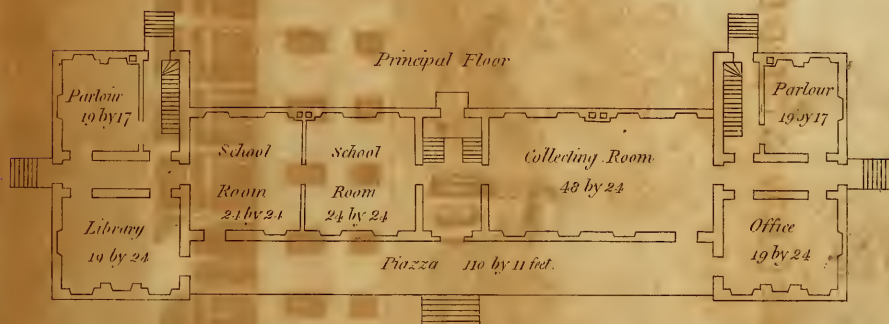 Principal Floor
Parlour
19 by 17
Parlour
19 by 17
School
Room
24 by 24
School
Room
24 by 24
Collecting Room
48 by 24
Library
19 by 24
Office
19 by 24
Piazza 110 by 11 feet.